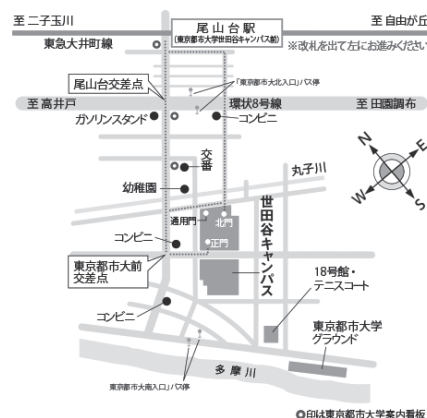 至 二子玉川
尾山台駅
(東京都市大学世田谷キャンパス前)
至 自由が丘
東急大井町線
※改札を出て左にお進みください
尾山台交差点
「東京都市大北入口」バス停
至 高井戸
環状8号線
至 田園調布
ガソリンスタンド
コンビニ
交番
幼稚園
丸子川
N
E
W
S
通用門
北門
正門
世田谷キャンパス
コンビニ
東京都市大前
交差点
18号館・
テニスコート
コンビニ
東京都市大学
グラウンド
「東京都市大南入口」バス停
多摩川
◎印は東京都市大学案内看板